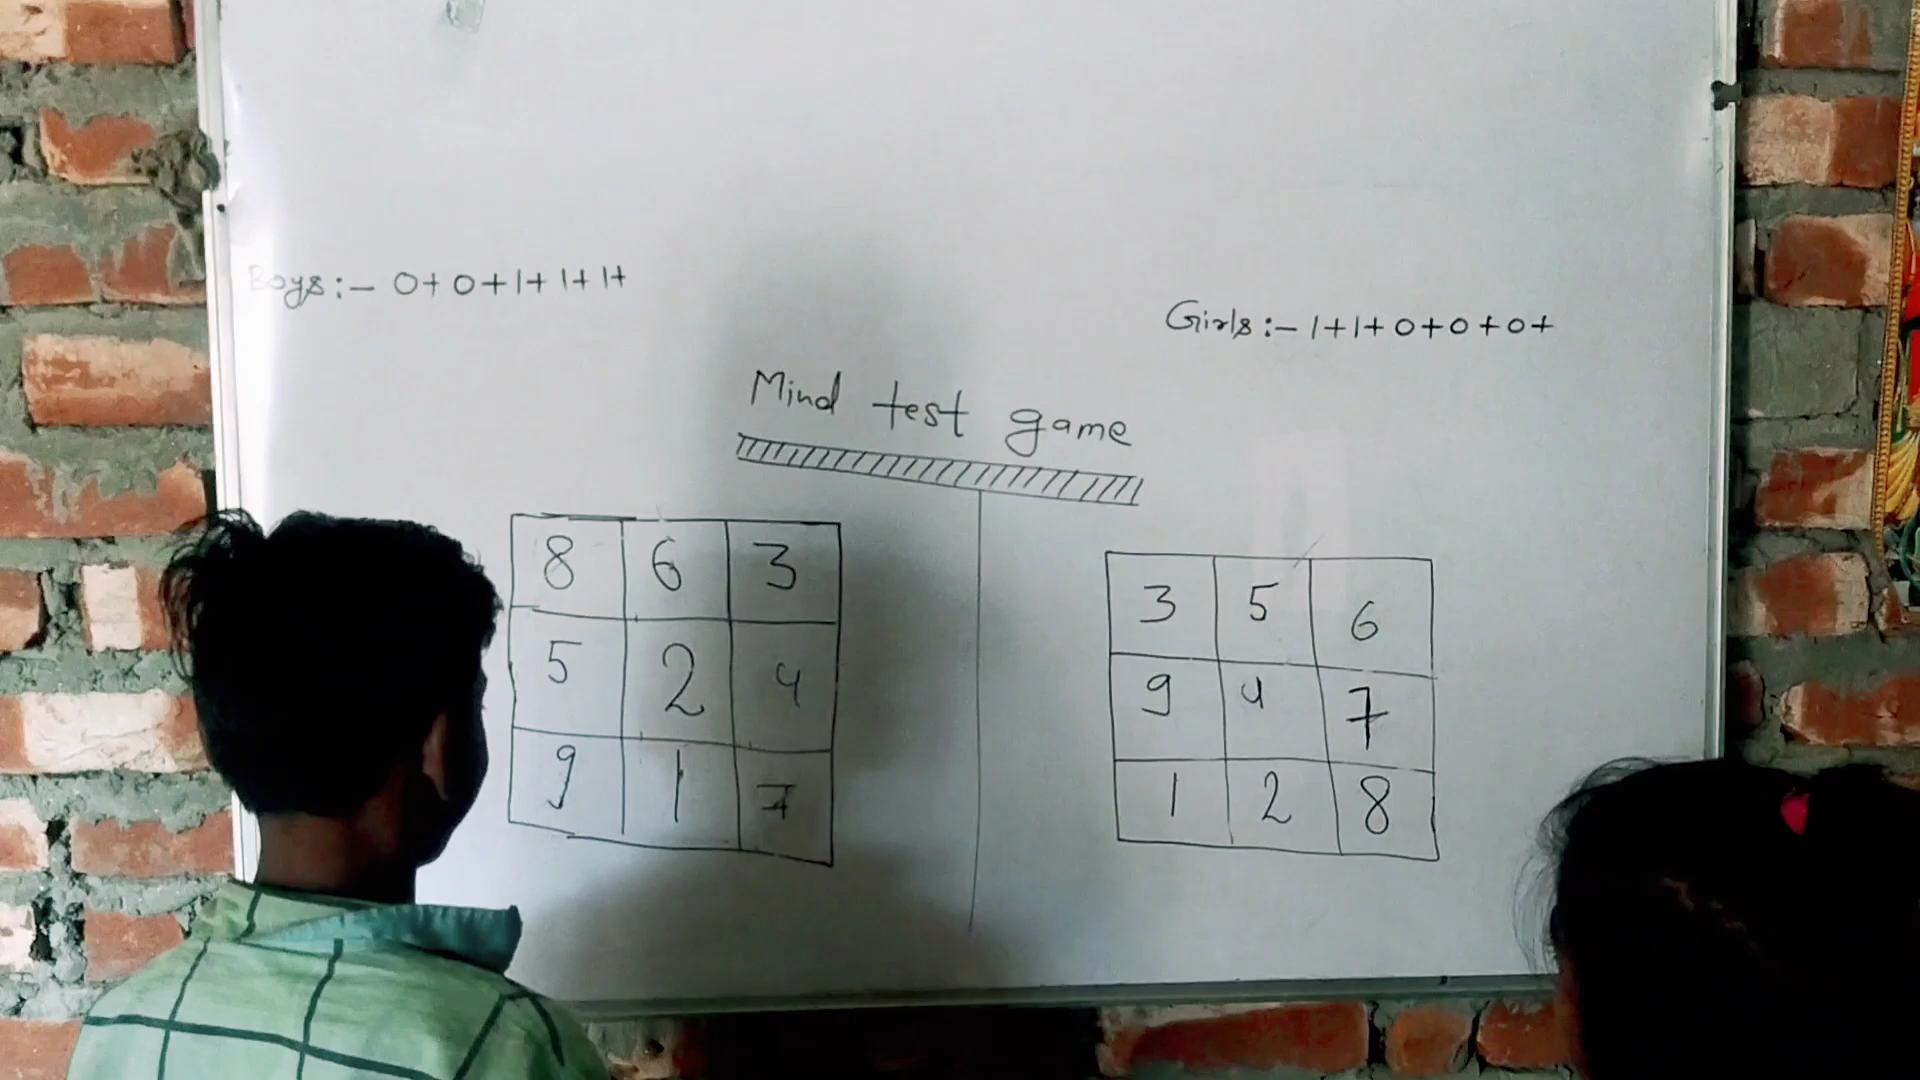 Boys:- 0+0+1+1+1+
Girls:- 1+1+0+0+0+
Mind test game
8 6 3
5 2 4
9 1 7
3 5 6
9 4 7
1 2 8